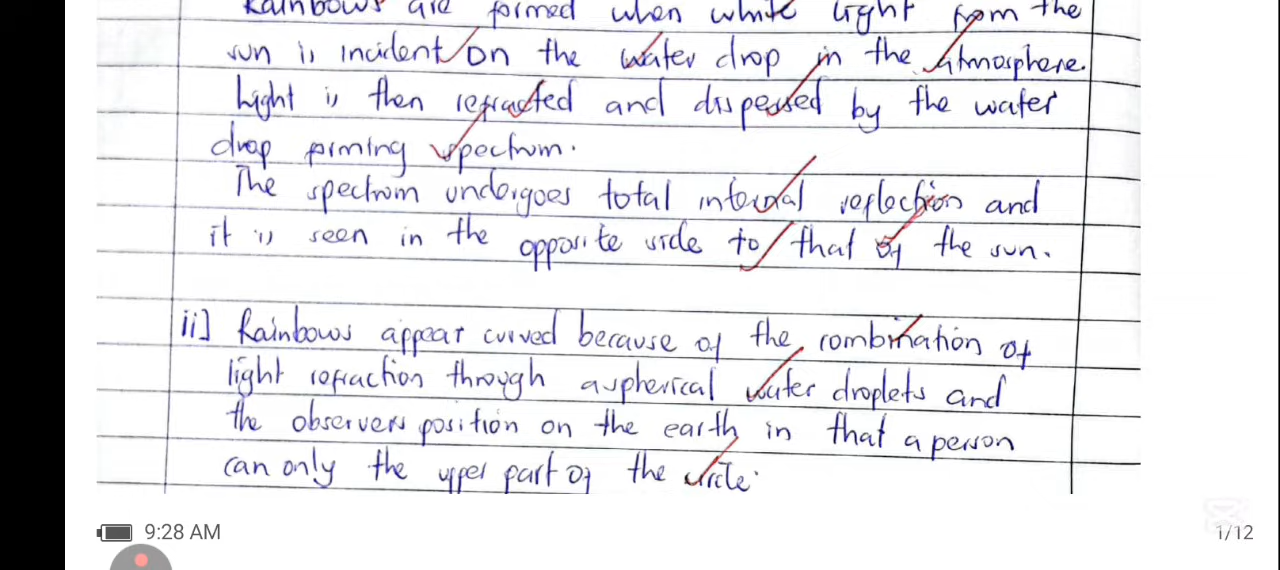 Rainbows are formed when white light from the
sun is incident on the water drop in the atmosphere.
Light is then refracted and dispessed by the water
drop forming spectrum.
The spectrum undergoes total internal reflection and
it is seen in the opposite side to that of the sun.
ii] Rainbows appear curved because of the combination of
light refraction through a spherical water droplets and
the observers position on the earth in that a person
can only the upper part of the circle.
9:28 AM
1/12